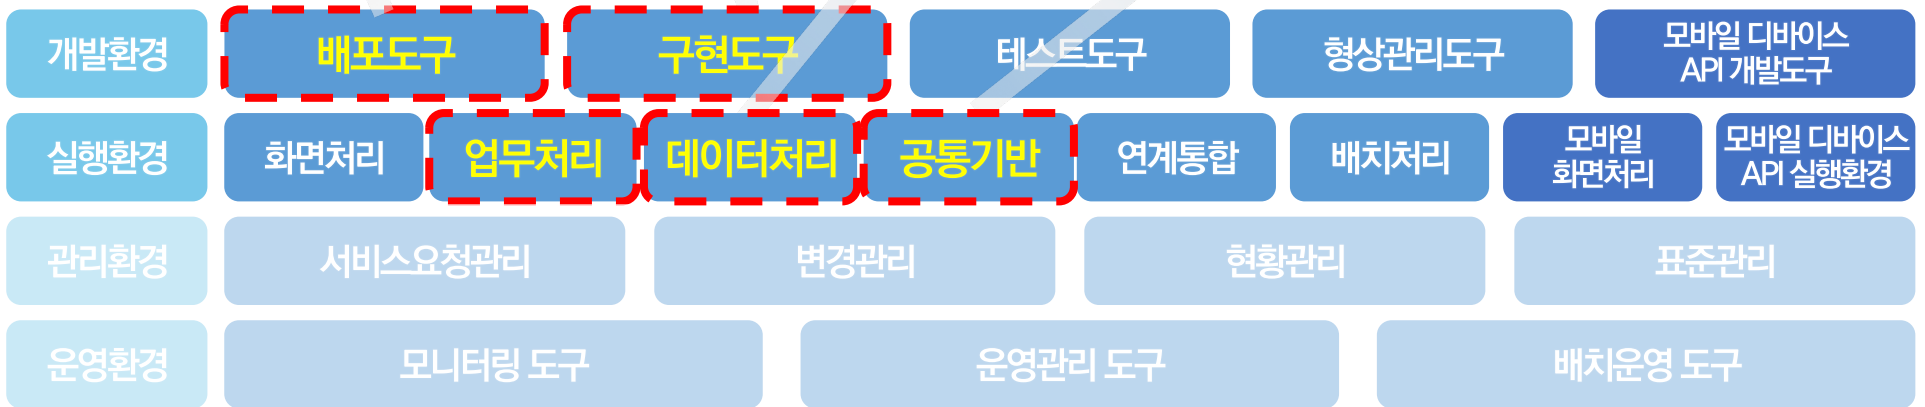 개발환경
배포도구
구현도구
테스트도구
형상관리도구
모바일 디바이스
API 개발도구
실행환경
화면처리
업무처리
데이터처리
공통기반
연계통합
배치처리
모바일
화면처리
모바일 디바이스
API 실행환경
관리환경
서비스요청관리
변경관리
현황관리
표준관리
운영환경
모니터링 도구
운영관리 도구
배치운영 도구